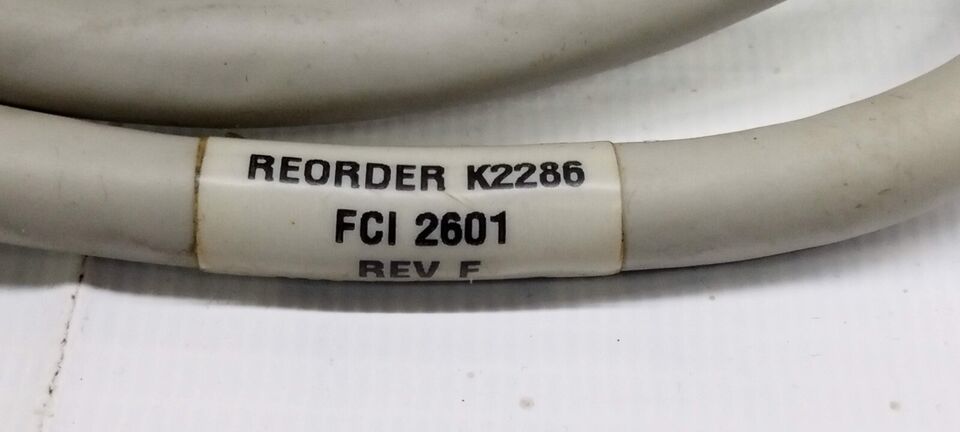 REORDER K2286
FCI 2601
REV F